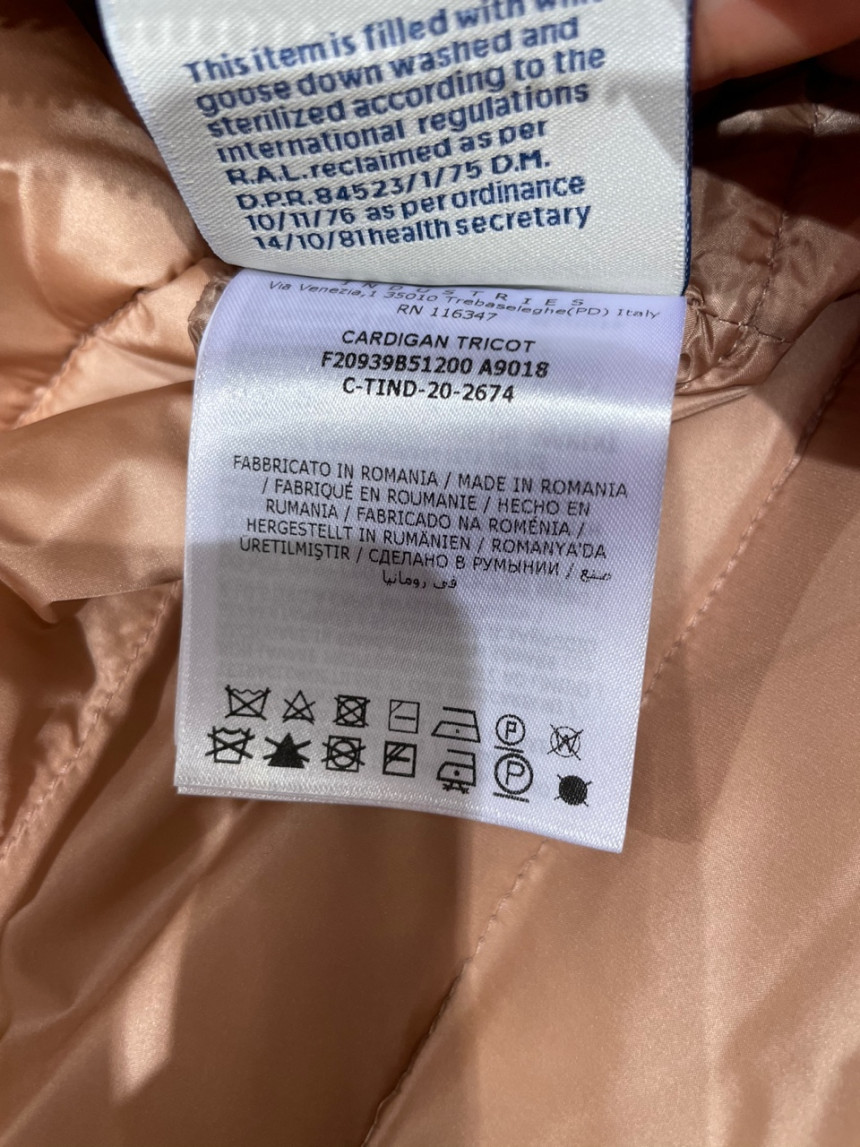 This item is filled with
goose down washed and
sterilized according to the
international regulations
R.A.L. reclaimed as per
D.P.R. 84523/1/75 D.M.
10/11/76 as per ordinance
14/10/81 health secretary
INDUSTRIES
Via Venezia,1 35010 Trebaseleghe(PD) Italy
RN 116347
CARDIGAN TRICOT
F20939B51200 A9018
C-TIND-20-2674
FABBRICATO IN ROMANIA / MADE IN ROMANIA
/ FABRIQUÉ EN ROUMANIE / HECHO EN
RUMANIA / FABRICADO NA ROMÉNIA /
HERGESTELLT IN RUMÄNIEN / ROMANYA'DA
ÜRETILMIŞTIR / СДЕЛАНО В РУМЫНИИ / صنع
في رومانيا
P W
P